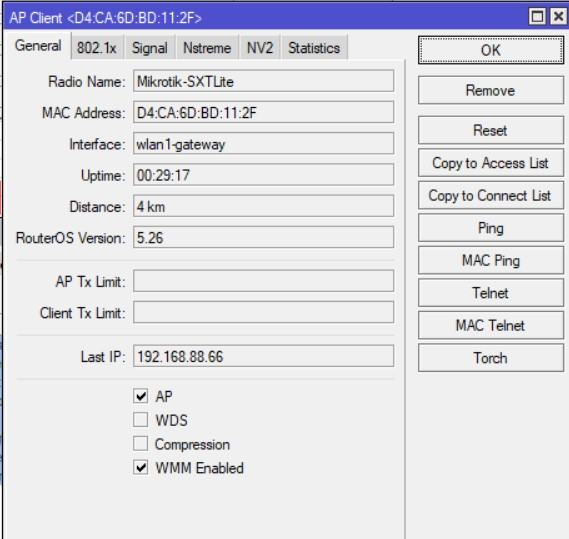 AP Client <D4:CA:6D:BD:11:2F>
General 802.1x Signal Nstreme NV2 Statistics
Radio Name: Mikrotik-SXTLite
MAC Address: D4:CA:6D:BD:11:2F
Interface: wlan1-gateway
Uptime: 00:29:17
Distance: 4 km
RouterOS Version: 5.26
AP Tx Limit:
Client Tx Limit:
Last IP: 192.168.88.66
AP
WDS
Compression
WMM Enabled
OK
Remove
Reset
Copy to Access List
Copy to Connect List
Ping
MAC Ping
Telnet
MAC Telnet
Torch